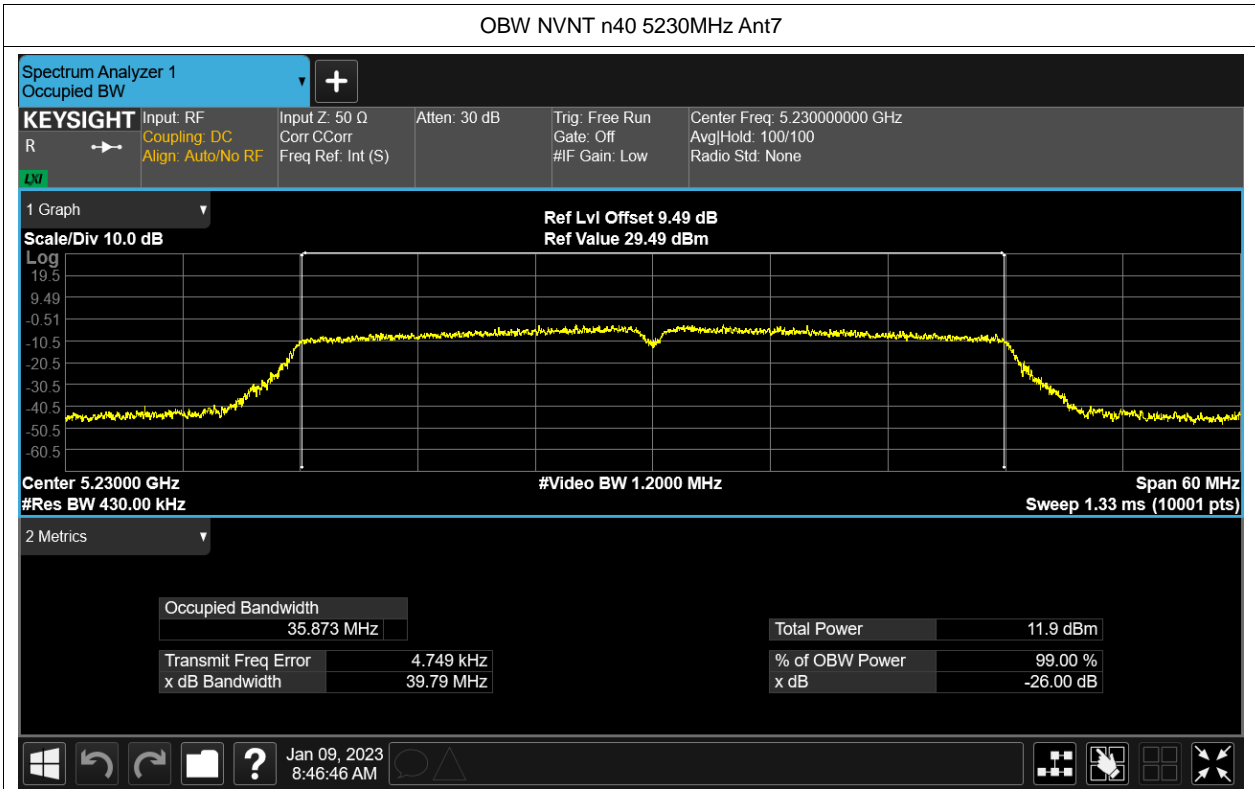 OBW NVNT n40 5230MHz Ant7
Spectrum Analyzer 1
Occupied BW
KEYSIGHT
R
LXI
Input: RF
Coupling: DC
Align: Auto/No RF
Input Z: 50 Ω
Corr CCorr
Freq Ref: Int (S)
Atten: 30 dB
Trig: Free Run
Gate: Off
#IF Gain: Low
Center Freq: 5.230000000 GHz
Avg|Hold: 100/100
Radio Std: None
1 Graph
Scale/Div 10.0 dB
Ref Lvl Offset 9.49 dB
Ref Value 29.49 dBm
Log
19.5
9.49
-0.51
-10.5
-20.5
-30.5
-40.5
-50.5
-60.5
Center 5.23000 GHz
#Res BW 430.00 kHz
#Video BW 1.2000 MHz
Span 60 MHz
Sweep 1.33 ms (10001 pts)
2 Metrics
Occupied Bandwidth
35.873 MHz
Transmit Freq Error 4.749 kHz
x dB Bandwidth 39.79 MHz
Total Power 11.9 dBm
% of OBW Power 99.00 %
x dB -26.00 dB
?
Jan 09, 2023
8:46:46 AM